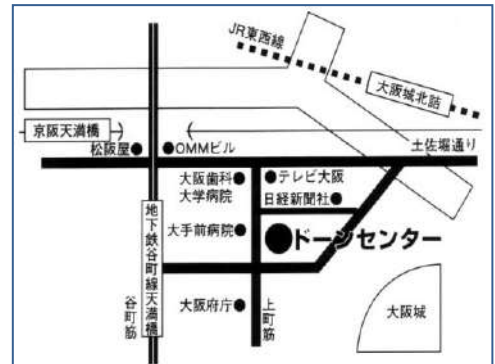 JR東西線
大阪城北詰
京阪天満橋
土佐堀通り
松阪屋
OMMビル
大阪歯科
大学病院
テレビ大阪
日経新聞社
地下鉄谷町線天満橋
大手前病院
ドーンセンター
谷町筋
大阪府庁
上町筋
大阪城